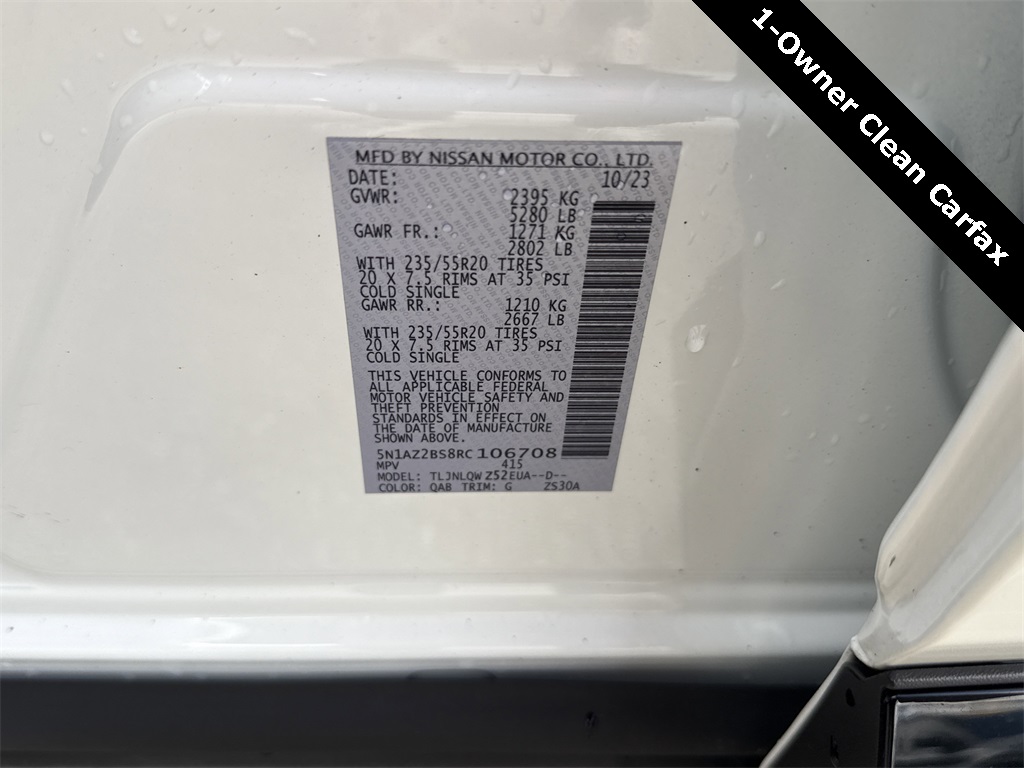 1-Owner Clean Carfax
MFD BY NISSAN MOTOR CO., LTD.
DATE: 10/23
GVWR: 2395 KG
5280 LB
GAWR FR.: 1271 KG
2802 LB
WITH 235/55R20 TIRES
20 X 7.5 RIMS AT 35 PSI
COLD SINGLE
GAWR RR.: 1210 KG
2667 LB
WITH 235/55R20 TIRES
20 X 7.5 RIMS AT 35 PSI
COLD SINGLE
THIS VEHICLE CONFORMS TO
ALL APPLICABLE FEDERAL
MOTOR VEHICLE SAFETY AND
THEFT PREVENTION
STANDARDS IN EFFECT ON
THE DATE OF MANUFACTURE
SHOWN ABOVE.
5N1AZ2BS8RC106708
MPV 415
MODEL: TLJNLQWZ52EUA--D--
COLOR: QAB TRIM: G ZS30A